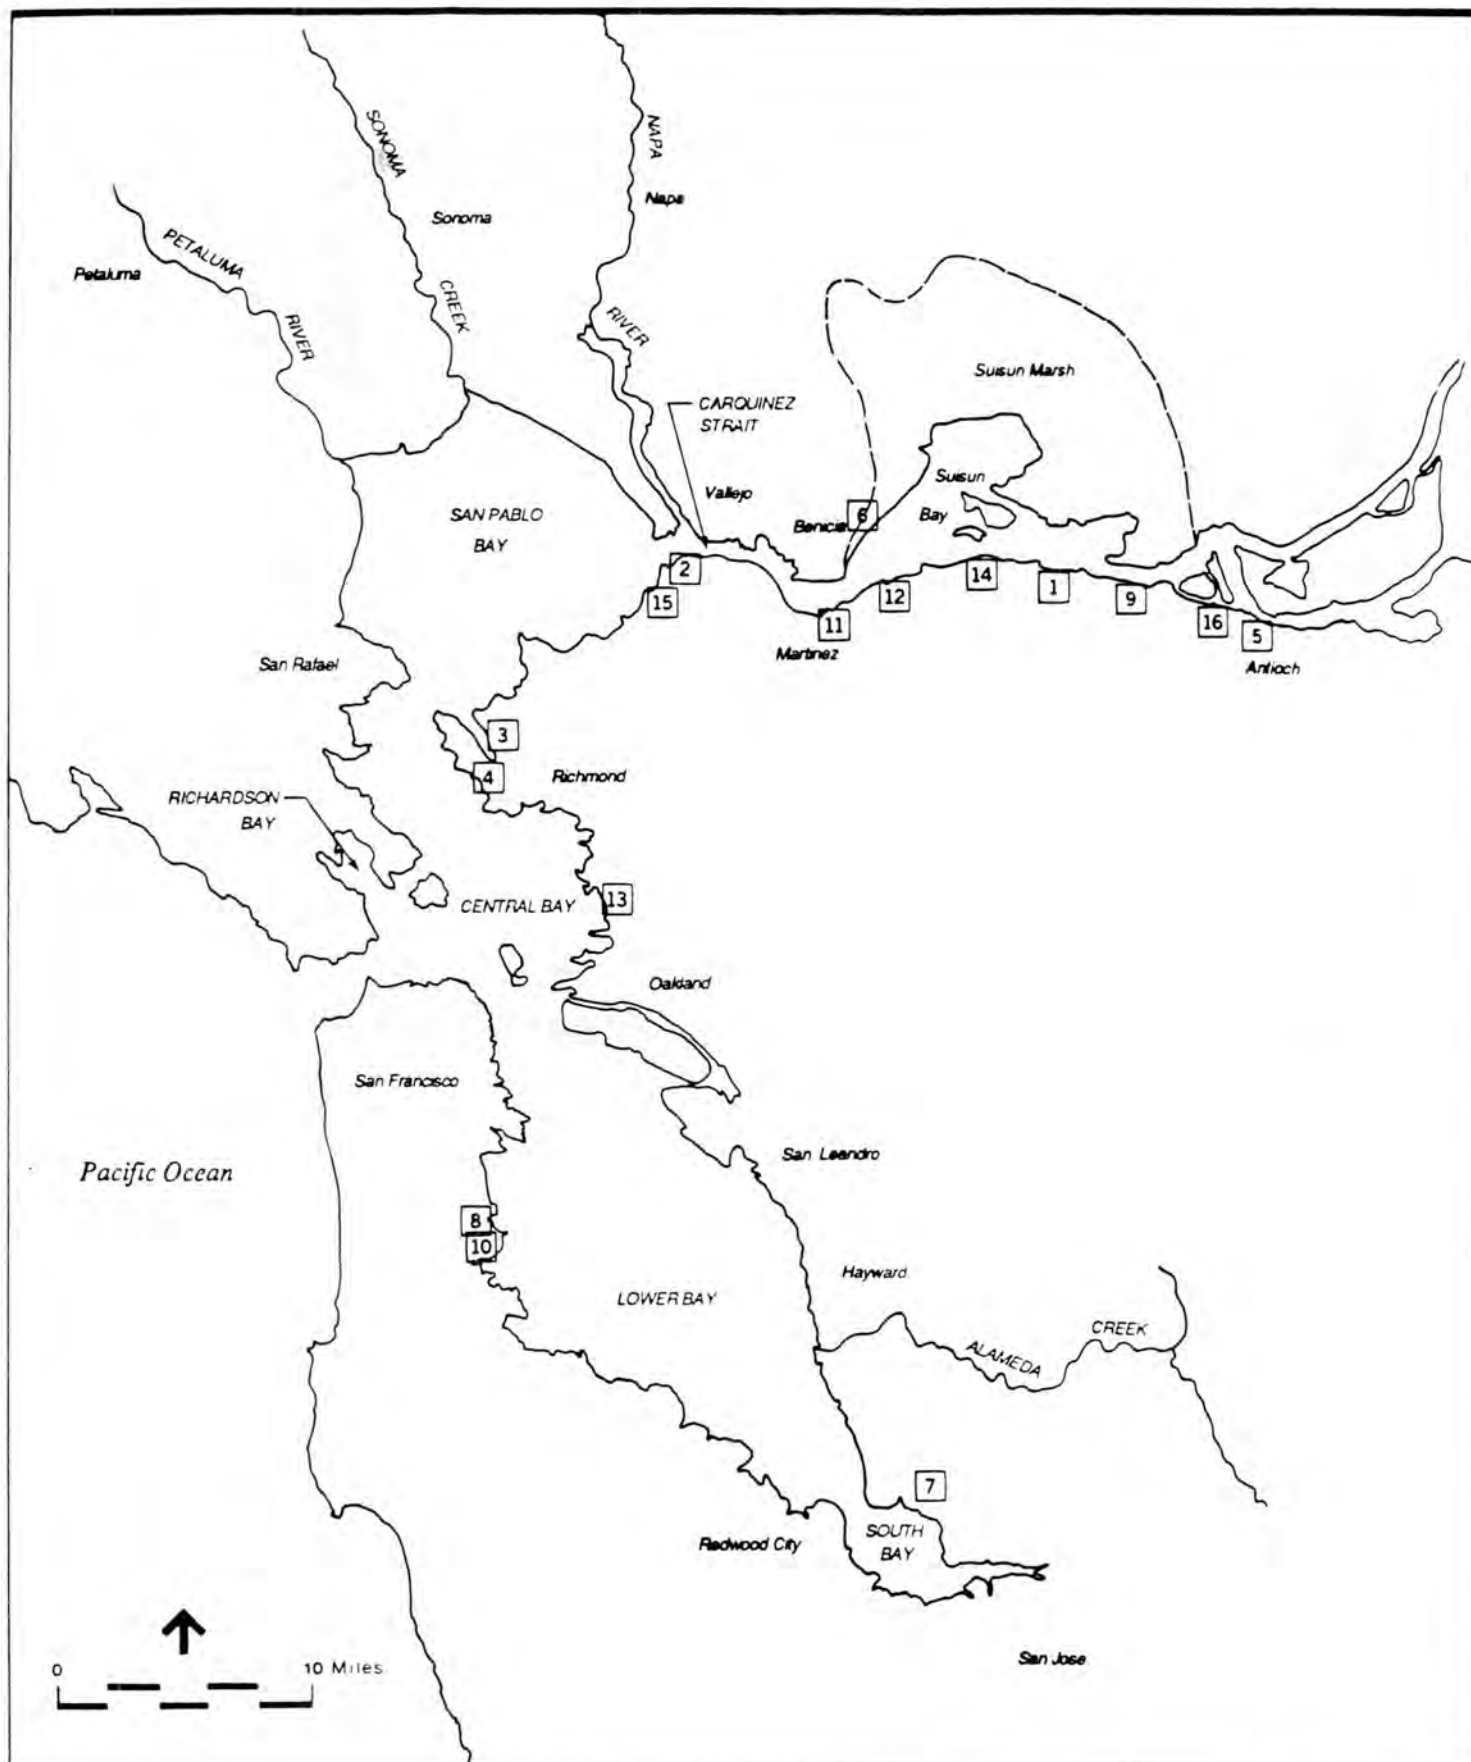 SONOMA
CREEK
NAPA
RIVER
Napa
Sonoma
PETALUMA
RIVER
Petaluma
Suisun Marsh
CARQUINEZ
STRAIT
Vallejo
Suisun
Bay
Benicia
6
SAN PABLO
BAY
2
15
14
1
9
12
11
16
5
Martinez
Antioch
San Rafael
3
4
Richmond
RICHARDSON
BAY
CENTRAL BAY
13
Oakland
San Francisco
Pacific Ocean
San Leandro
8
10
Hayward
LOWER BAY
ALAMEDA
CREEK
7
SOUTH
BAY
Redwood City
San Jose
0
10 Miles